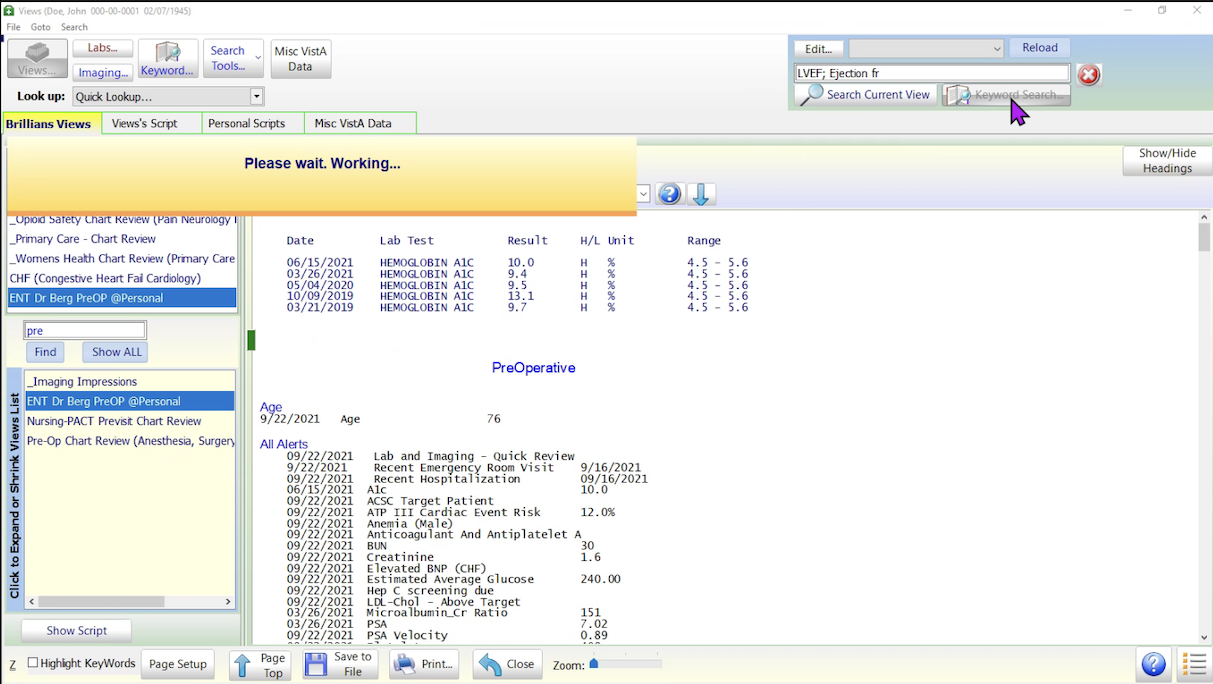 Views (Doe, John 000-00-0001 02/07/1945)
File Goto Search
Views...
Labs...
Imaging...
Keyword...
Search Tools...
Misc VistA Data
Edit...
Reload
LVEF; Ejection fr
Search Current View
Keyword Search...
Look up: Quick Lookup...
Brillians Views
Views's Script
Personal Scripts
Misc VistA Data
Please wait. Working...
Show/Hide Headings
_Opioid Safety Chart Review (Pain Neurology
_Primary Care - Chart Review
_Womens Health Chart Review (Primary Care
CHF (Congestive Heart Fail Cardiology)
ENT Dr Berg PreOP @Personal
pre
Find
Show ALL
Click to Expand or Shrink Views List
_Imaging Impressions
ENT Dr Berg PreOP @Personal
Nursing-PACT Previsit Chart Review
Pre-Op Chart Review (Anesthesia, Surgery
Show Script
Date Lab Test Result H/L Unit Range
06/15/2021 HEMOGLOBIN A1C 10.0 H % 4.5 - 5.6
03/26/2021 HEMOGLOBIN A1C 9.4 H % 4.5 - 5.6
05/04/2020 HEMOGLOBIN A1C 9.5 H % 4.5 - 5.6
10/09/2019 HEMOGLOBIN A1C 13.1 H % 4.5 - 5.6
03/21/2019 HEMOGLOBIN A1C 9.7 H % 4.5 - 5.6
PreOperative
Age
9/22/2021 Age 76
All Alerts
09/22/2021 Lab and Imaging - Quick Review
9/22/2021 Recent Emergency Room Visit 9/16/2021
09/22/2021 Recent Hospitalization 09/16/2021
06/15/2021 A1c 10.0
09/22/2021 ACSC Target Patient
09/22/2021 ATP III Cardiac Event Risk 12.0%
09/22/2021 Anemia (Male)
09/22/2021 Anticoagulant And Antiplatelet A
09/22/2021 BUN 30
09/22/2021 Creatinine 1.6
09/22/2021 Elevated BNP (CHF)
09/22/2021 Estimated Average Glucose 240.00
09/22/2021 Hep C screening due
09/22/2021 LDL-Chol - Above Target
03/26/2021 Microalbumin_Cr Ratio 151
03/26/2021 PSA 7.02
09/22/2021 PSA Velocity 0.89
Z
Highlight KeyWords
Page Setup
Page Top
Save to File
Print...
Close
Zoom: